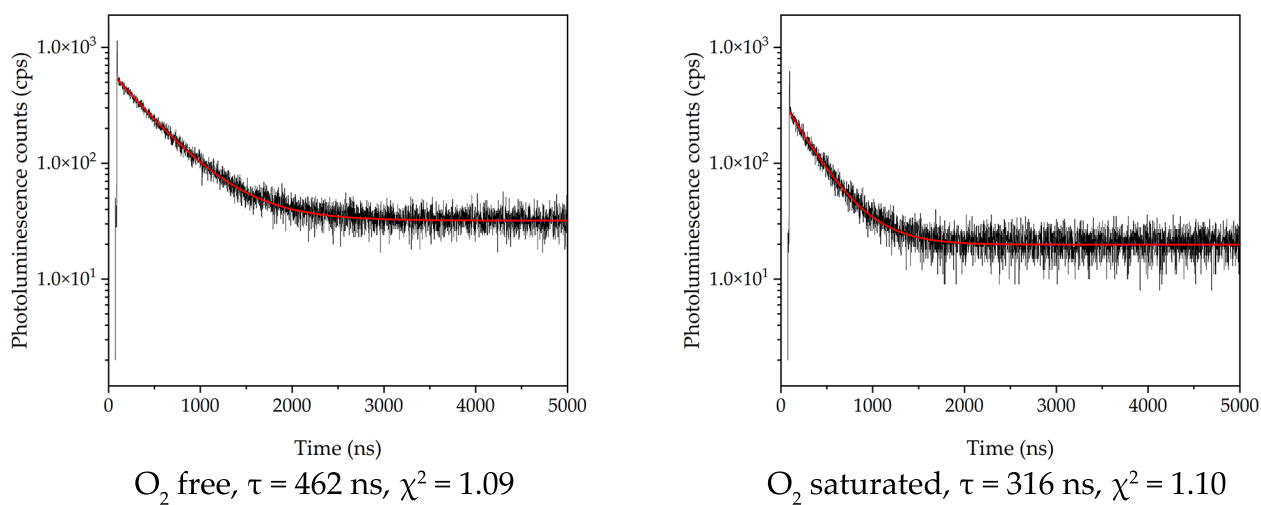 Photoluminescence counts (cps)
1.0×10³
1.0×10²
1.0×10¹
0 1000 2000 3000 4000 5000
Time (ns)
O₂ free, τ = 462 ns, χ² = 1.09
Photoluminescence counts (cps)
1.0×10³
1.0×10²
1.0×10¹
0 1000 2000 3000 4000 5000
Time (ns)
O₂ saturated, τ = 316 ns, χ² = 1.10